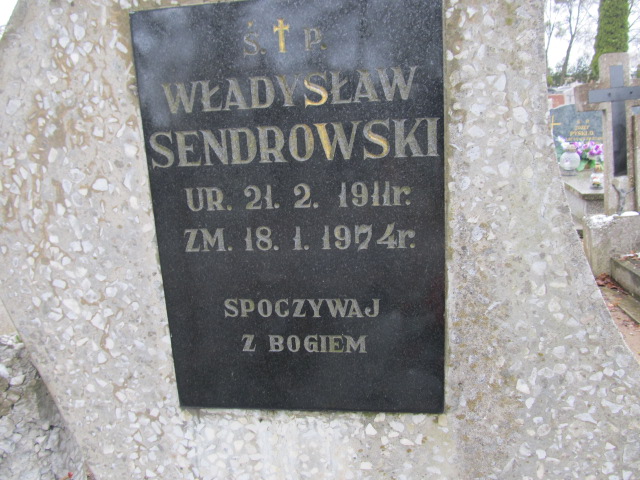 Ś. † P.
WŁADYSŁAW
SENDROWSKI
UR. 21. 2. 1911r.
ZM. 18. 1. 1974r.
SPOCZYWAJ
Z BOGIEM